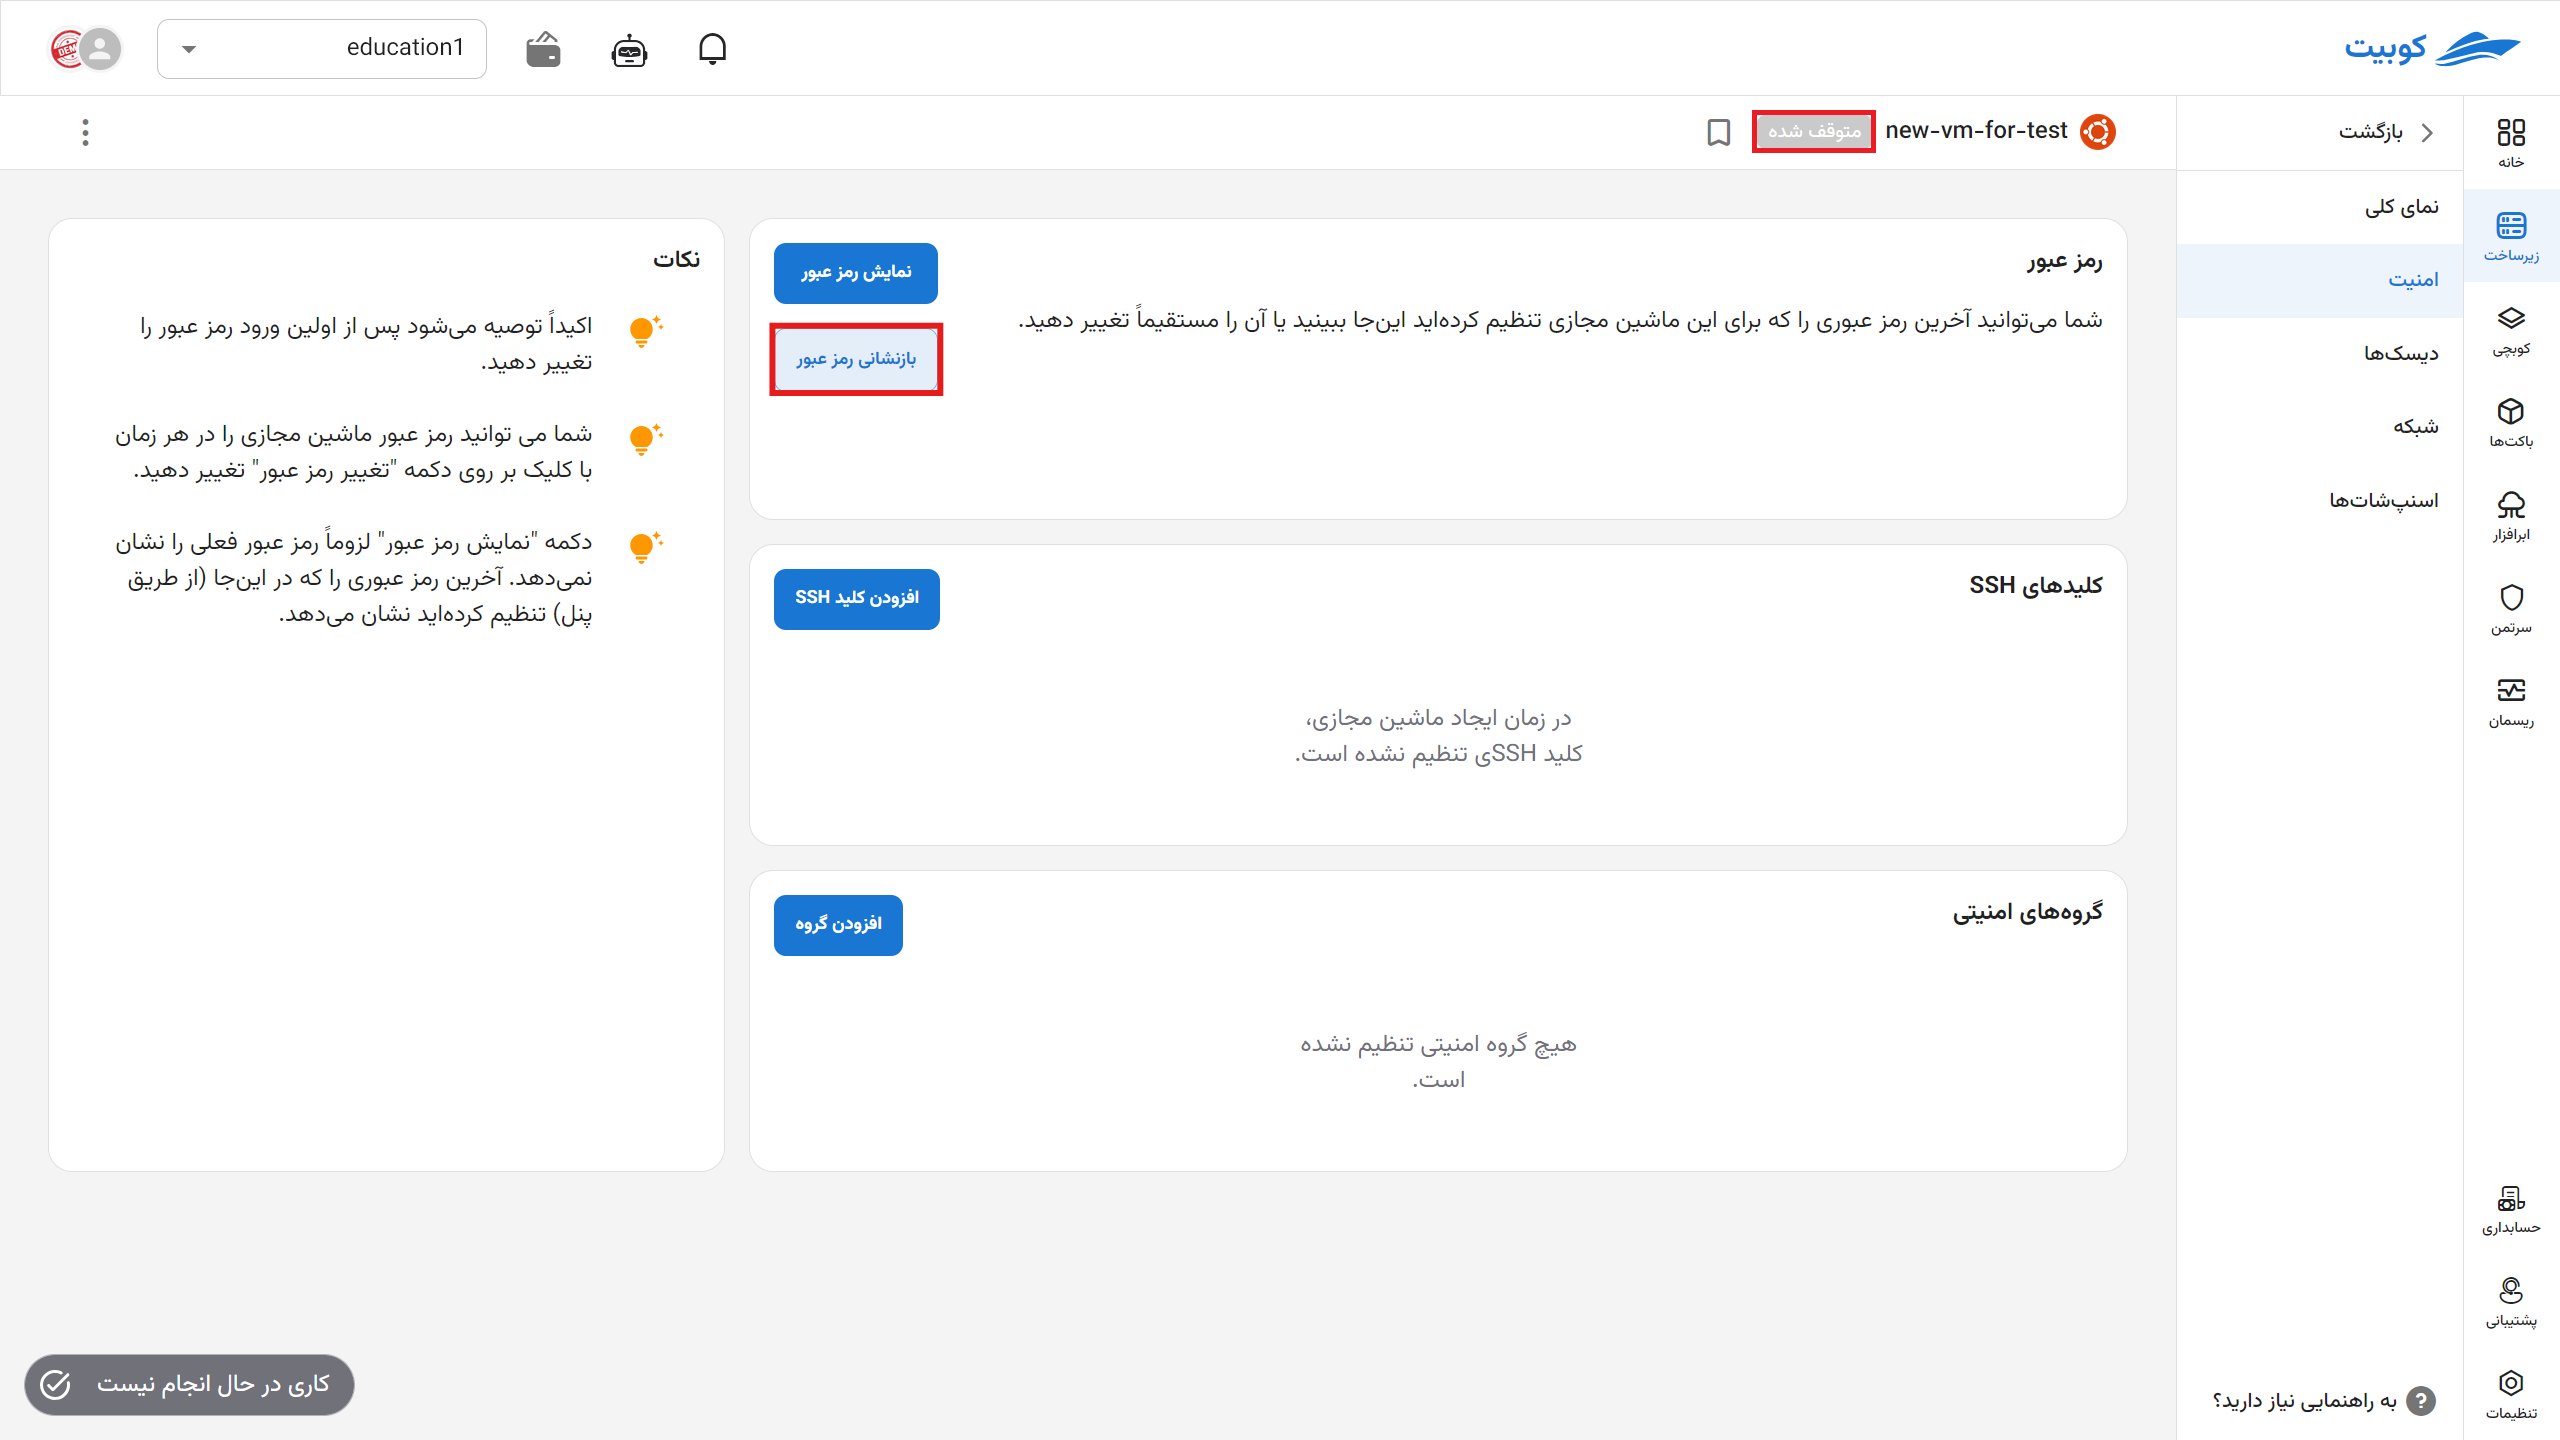 کوبیت
education1
خانه
زیرساخت
کوبچی
باکت‌ها
ابرافزار
سرتمن
ریسمان
حسابداری
پشتیبانی
تنظیمات
بازگشت
نمای کلی
امنیت
دیسک‌ها
شبکه
اسنپ‌شات‌ها
به راهنمایی نیاز دارید؟
new-vm-for-test
متوقف شده
رمز عبور
شما می‌توانید آخرین رمز عبوری را که برای این ماشین مجازی تنظیم کرده‌اید این‌جا ببینید یا آن را مستقیماً تغییر دهید.
نمایش رمز عبور
بازنشانی رمز عبور
کلیدهای SSH
افزودن کلید SSH
در زمان ایجاد ماشین مجازی،
کلید SSHی تنظیم نشده است.
گروه‌های امنیتی
افزودن گروه
هیچ گروه امنیتی تنظیم نشده
است.
نکات
اکیداً توصیه می‌شود پس از اولین ورود رمز عبور را
تغییر دهید.
شما می توانید رمز عبور ماشین مجازی را در هر زمان
با کلیک بر روی دکمه "تغییر رمز عبور" تغییر دهید.
دکمه "نمایش رمز عبور" لزوماً رمز عبور فعلی را نشان
نمی‌دهد. آخرین رمز عبوری را که در این‌جا (از طریق
پنل) تنظیم کرده‌اید نشان می‌دهد.
کاری در حال انجام نیست